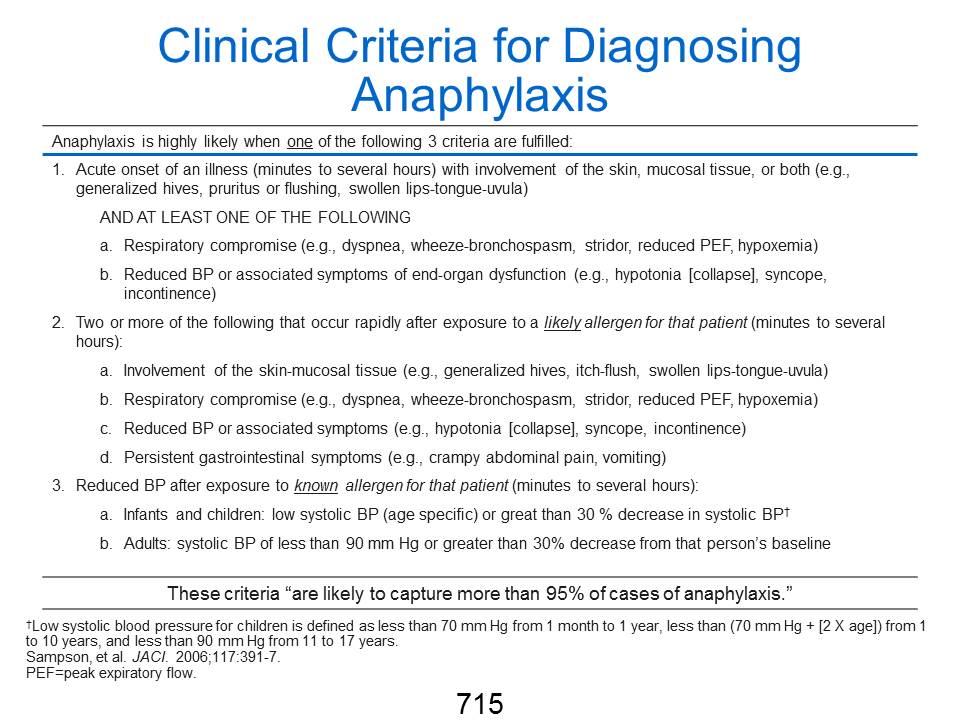 Clinical Criteria for Diagnosing
Anaphylaxis
Anaphylaxis is highly likely when one of the following 3 criteria are fulfilled:
1. Acute onset of an illness (minutes to several hours) with involvement of the skin, mucosal tissue, or both (e.g.,
generalized hives, pruritus or flushing, swollen lips-tongue-uvula)
AND AT LEAST ONE OF THE FOLLOWING
a. Respiratory compromise (e.g., dyspnea, wheeze-bronchospasm, stridor, reduced PEF, hypoxemia)
b. Reduced BP or associated symptoms of end-organ dysfunction (e.g., hypotonia [collapse], syncope,
incontinence)
2. Two or more of the following that occur rapidly after exposure to a likely allergen for that patient (minutes to several
hours):
a. Involvement of the skin-mucosal tissue (e.g., generalized hives, itch-flush, swollen lips-tongue-uvula)
b. Respiratory compromise (e.g., dyspnea, wheeze-bronchospasm, stridor, reduced PEF, hypoxemia)
c. Reduced BP or associated symptoms (e.g., hypotonia [collapse], syncope, incontinence)
d. Persistent gastrointestinal symptoms (e.g., crampy abdominal pain, vomiting)
3. Reduced BP after exposure to known allergen for that patient (minutes to several hours):
a. Infants and children: low systolic BP (age specific) or great than 30 % decrease in systolic BP†
b. Adults: systolic BP of less than 90 mm Hg or greater than 30% decrease from that person's baseline
These criteria “are likely to capture more than 95% of cases of anaphylaxis.”
†Low systolic blood pressure for children is defined as less than 70 mm Hg from 1 month to 1 year, less than (70 mm Hg + [2 X age]) from 1
to 10 years, and less than 90 mm Hg from 11 to 17 years.
Sampson, et al. JACI. 2006;117:391-7.
PEF=peak expiratory flow.
715